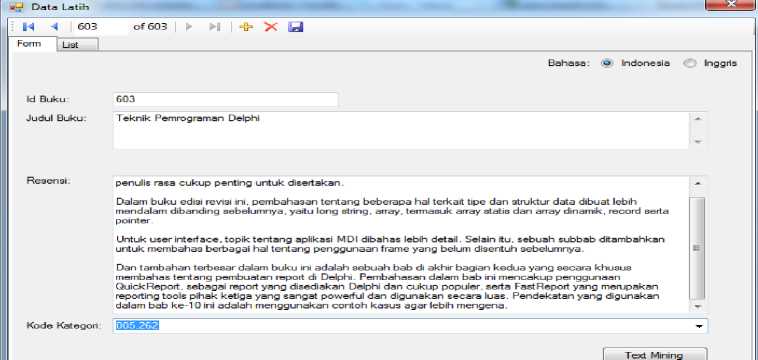 Data Latih
603 of 603
Form List
Bahasa: Indonesia Inggris
Id Buku: 603
Judul Buku: Teknik Pemrograman Delphi
Resensi:
penulis rasa cukup penting untuk disertakan.
Dalam buku edisi revisi ini, pembahasan tentang beberapa hal terkait tipe dan struktur data dibuat lebih
mendalam dibanding sebelumnya, yaitu long string, array, termasuk array statis dan array dinamik, record serta
pointer.
Untuk user interface, topik tentang aplikasi MDI dibahas lebih detail. Selain itu, sebuah subbab ditambahkan
untuk membahas berbagai hal tentang penggunaan frame yang belum disentuh sebelumnya.
Dan tambahan terbesar dalam buku ini adalah sebuah bab di akhir bagian kedua yang secara khusus
membahas tentang pembuatan report di Delphi. Pembahasan dalam bab ini mencakup penggunaan
QuickReport, sebagai report yang disediakan Delphi dan cukup populer, serta FastReport yang merupakan
reporting tools pihak ketiga yang sangat powerful dan digunakan secara luas. Pendekatan yang digunakan
dalam bab ke-10 ini adalah menggunakan contoh kasus agar lebih mengena.
Kode Kategori: 005.262
Text Mining